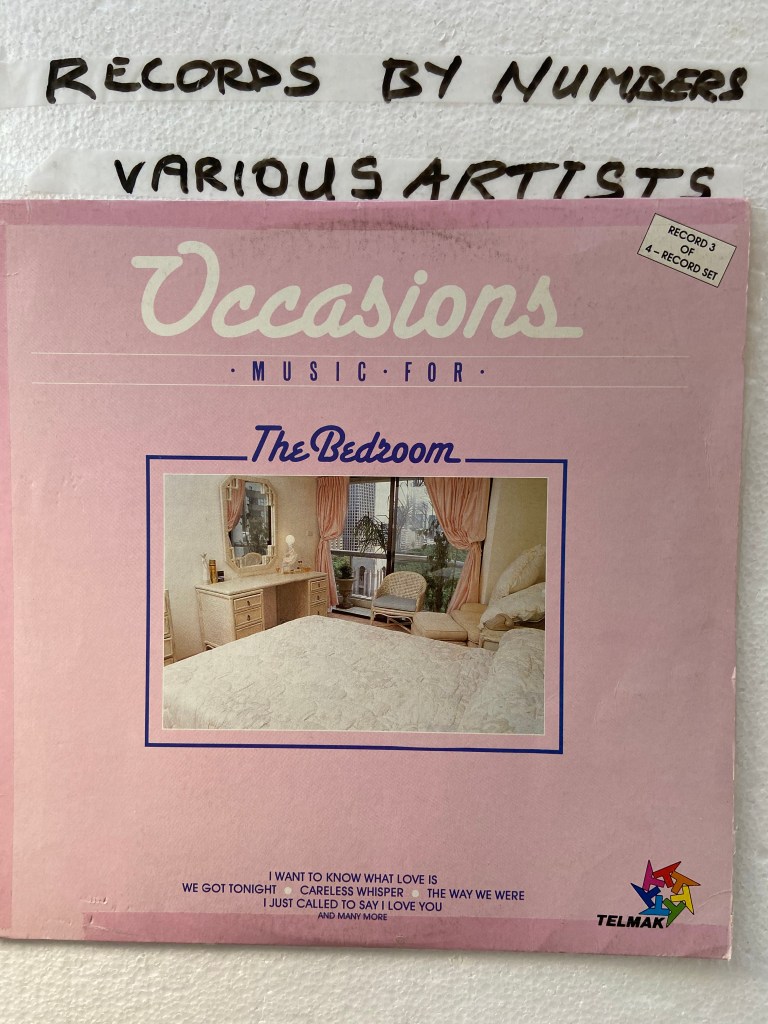 RECORDS BY NUMBERS
VARIOUS ARTISTS
RECORD 3
OF
4 – RECORD SET
Occasions
· MUSIC · FOR ·
The Bedroom
I WANT TO KNOW WHAT LOVE IS
WE GOT TONIGHT • CARELESS WHISPER • THE WAY WE WERE
I JUST CALLED TO SAY I LOVE YOU
AND MANY MORE
TELMAK